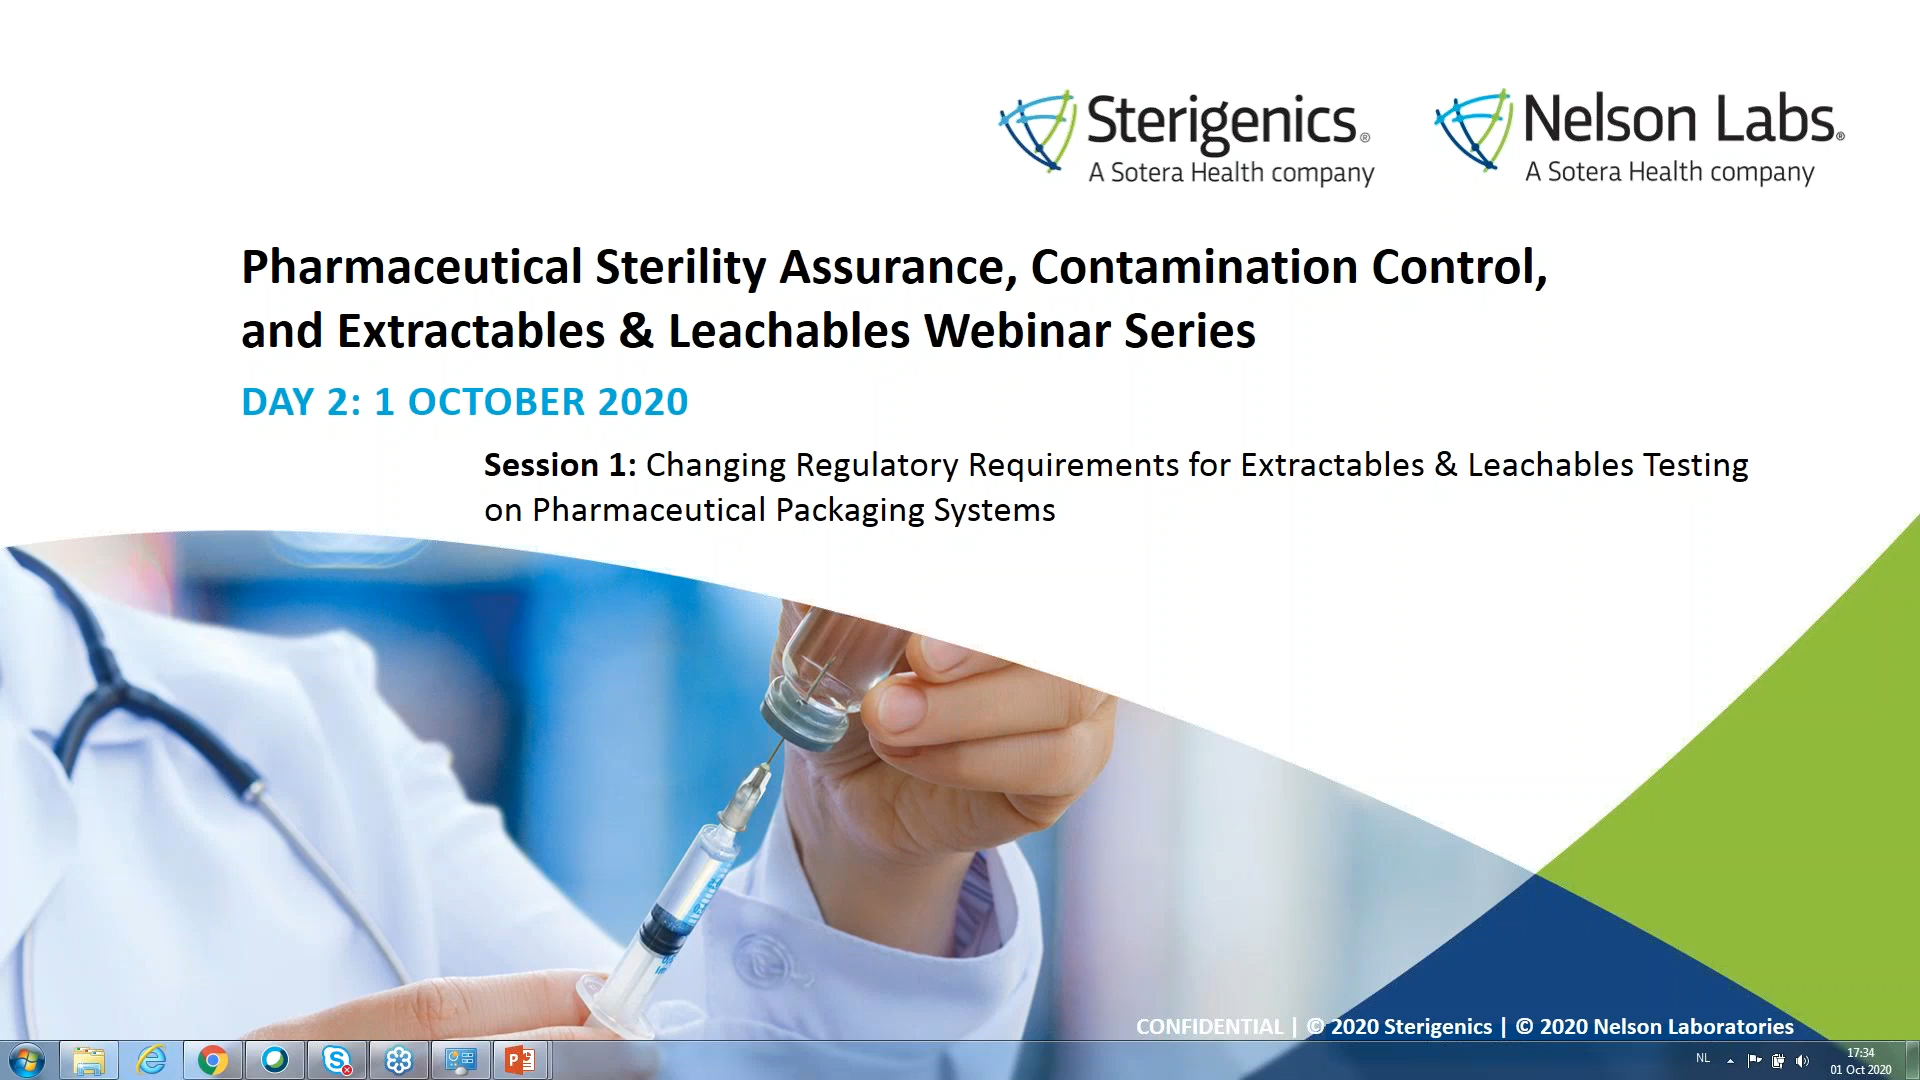 Sterigenics®
A Sotera Health company
Nelson Labs®
A Sotera Health company
Pharmaceutical Sterility Assurance, Contamination Control,
and Extractables & Leachables Webinar Series
DAY 2: 1 OCTOBER 2020
Session 1: Changing Regulatory Requirements for Extractables & Leachables Testing
on Pharmaceutical Packaging Systems
CONFIDENTIAL | © 2020 Sterigenics | © 2020 Nelson Laboratories
NL
17:34
01 Oct 2020